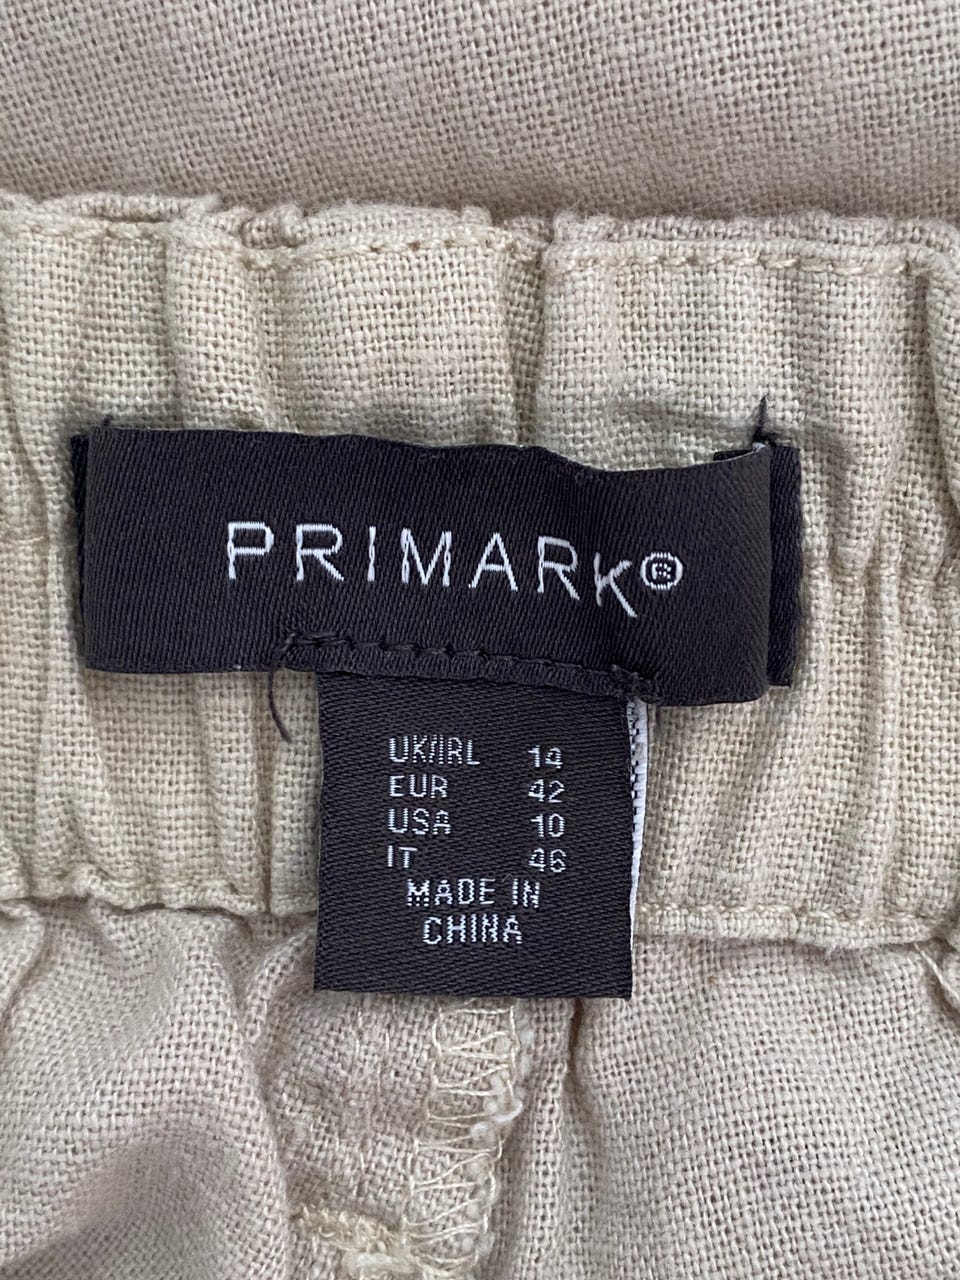 PRIMARK®
UK/IRL 14
EUR 42
USA 10
IT 46
MADE IN
CHINA